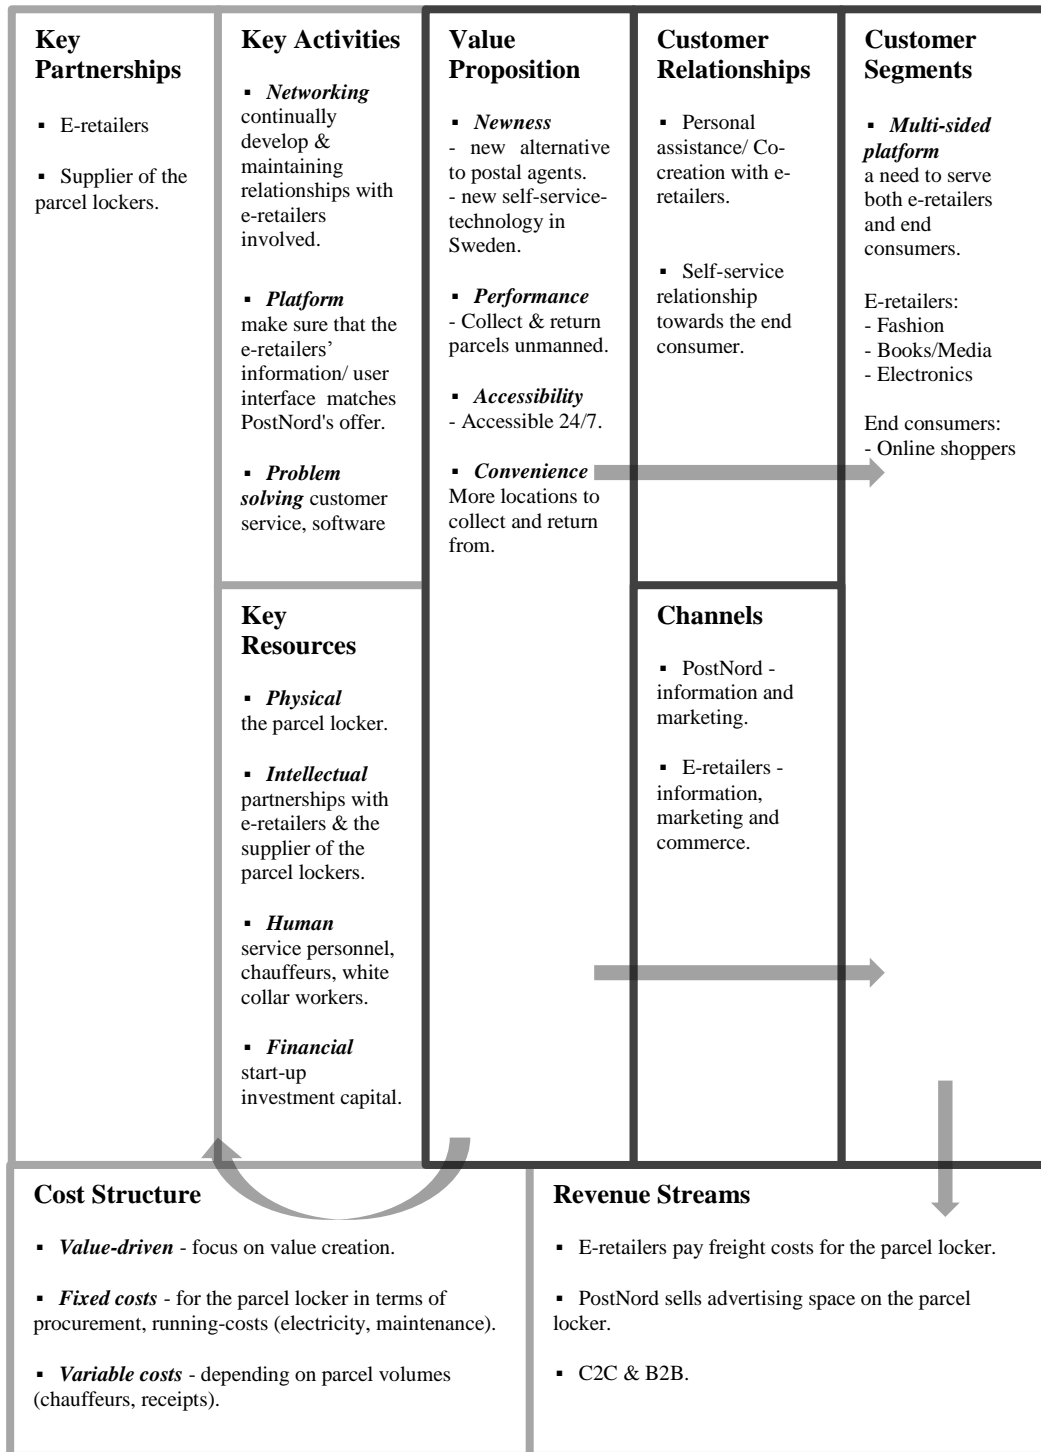 Key
Partnerships
▪ E-retailers
▪ Supplier of the
parcel lockers.
Key Activities
▪ Networking
continually
develop &
maintaining
relationships with
e-retailers
involved.
▪ Platform
make sure that the
e-retailers’
information/ user
interface matches
PostNord's offer.
▪ Problem
solving customer
service, software
Key
Resources
▪ Physical
the parcel locker.
▪ Intellectual
partnerships with
e-retailers & the
supplier of the
parcel lockers.
▪ Human
service personnel,
chauffeurs, white
collar workers.
▪ Financial
start-up
investment capital.
Value
Proposition
▪ Newness
- new alternative
to postal agents.
- new self-service-
technology in
Sweden.
▪ Performance
- Collect & return
parcels unmanned.
▪ Accessibility
- Accessible 24/7.
▪ Convenience
More locations to
collect and return
from.
Customer
Relationships
▪ Personal
assistance/ Co-
creation with e-
retailers.
▪ Self-service
relationship
towards the end
consumer.
Channels
▪ PostNord -
information and
marketing.
▪ E-retailers -
information,
marketing and
commerce.
Customer
Segments
▪ Multi-sided
platform
a need to serve
both e-retailers
and end
consumers.
E-retailers:
- Fashion
- Books/Media
- Electronics
End consumers:
- Online shoppers
Cost Structure
▪ Value-driven - focus on value creation.
▪ Fixed costs - for the parcel locker in terms of
procurement, running-costs (electricity, maintenance).
▪ Variable costs - depending on parcel volumes
(chauffeurs, receipts).
Revenue Streams
▪ E-retailers pay freight costs for the parcel locker.
▪ PostNord sells advertising space on the parcel
locker.
▪ C2C & B2B.